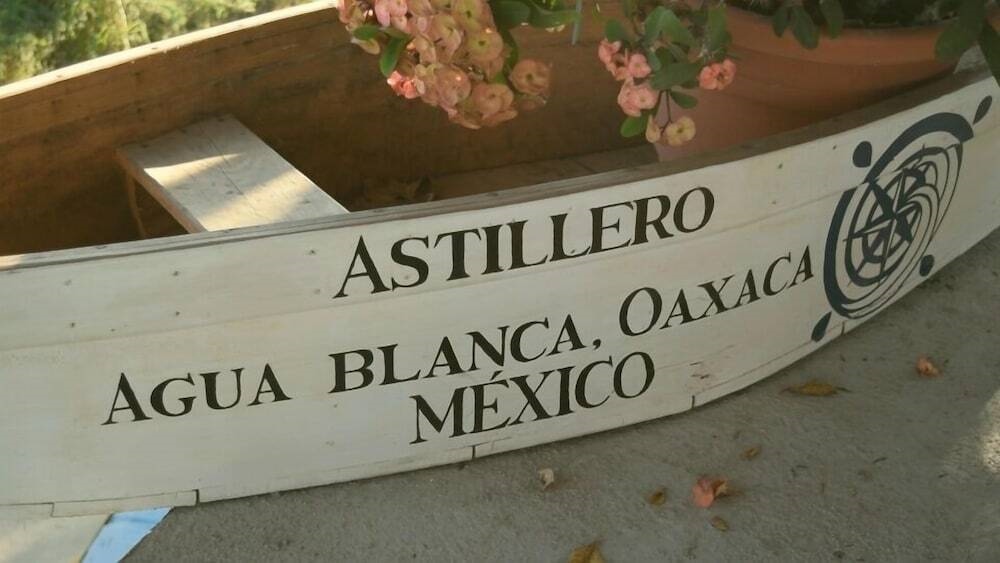 ASTILLERO
AGUA BLANCA, OAXACA
MÉXICO